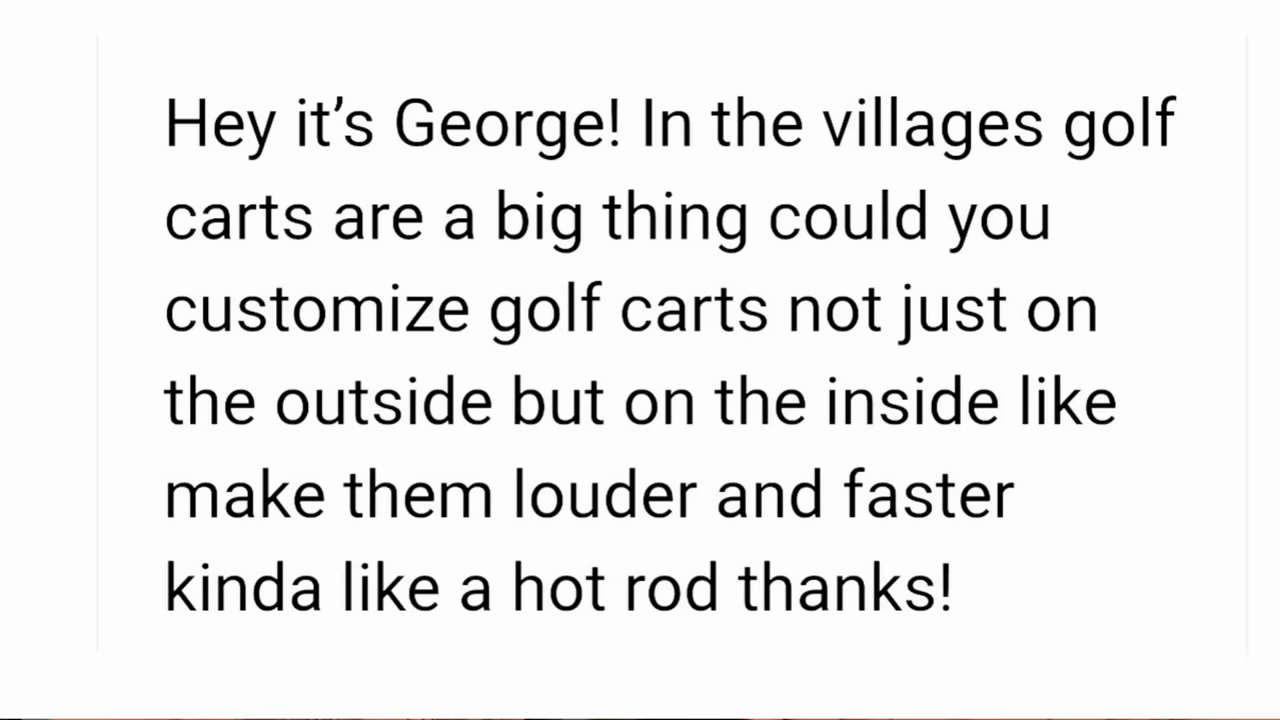 Hey it’s George! In the villages golf
carts are a big thing could you
customize golf carts not just on
the outside but on the inside like
make them louder and faster
kinda like a hot rod thanks!